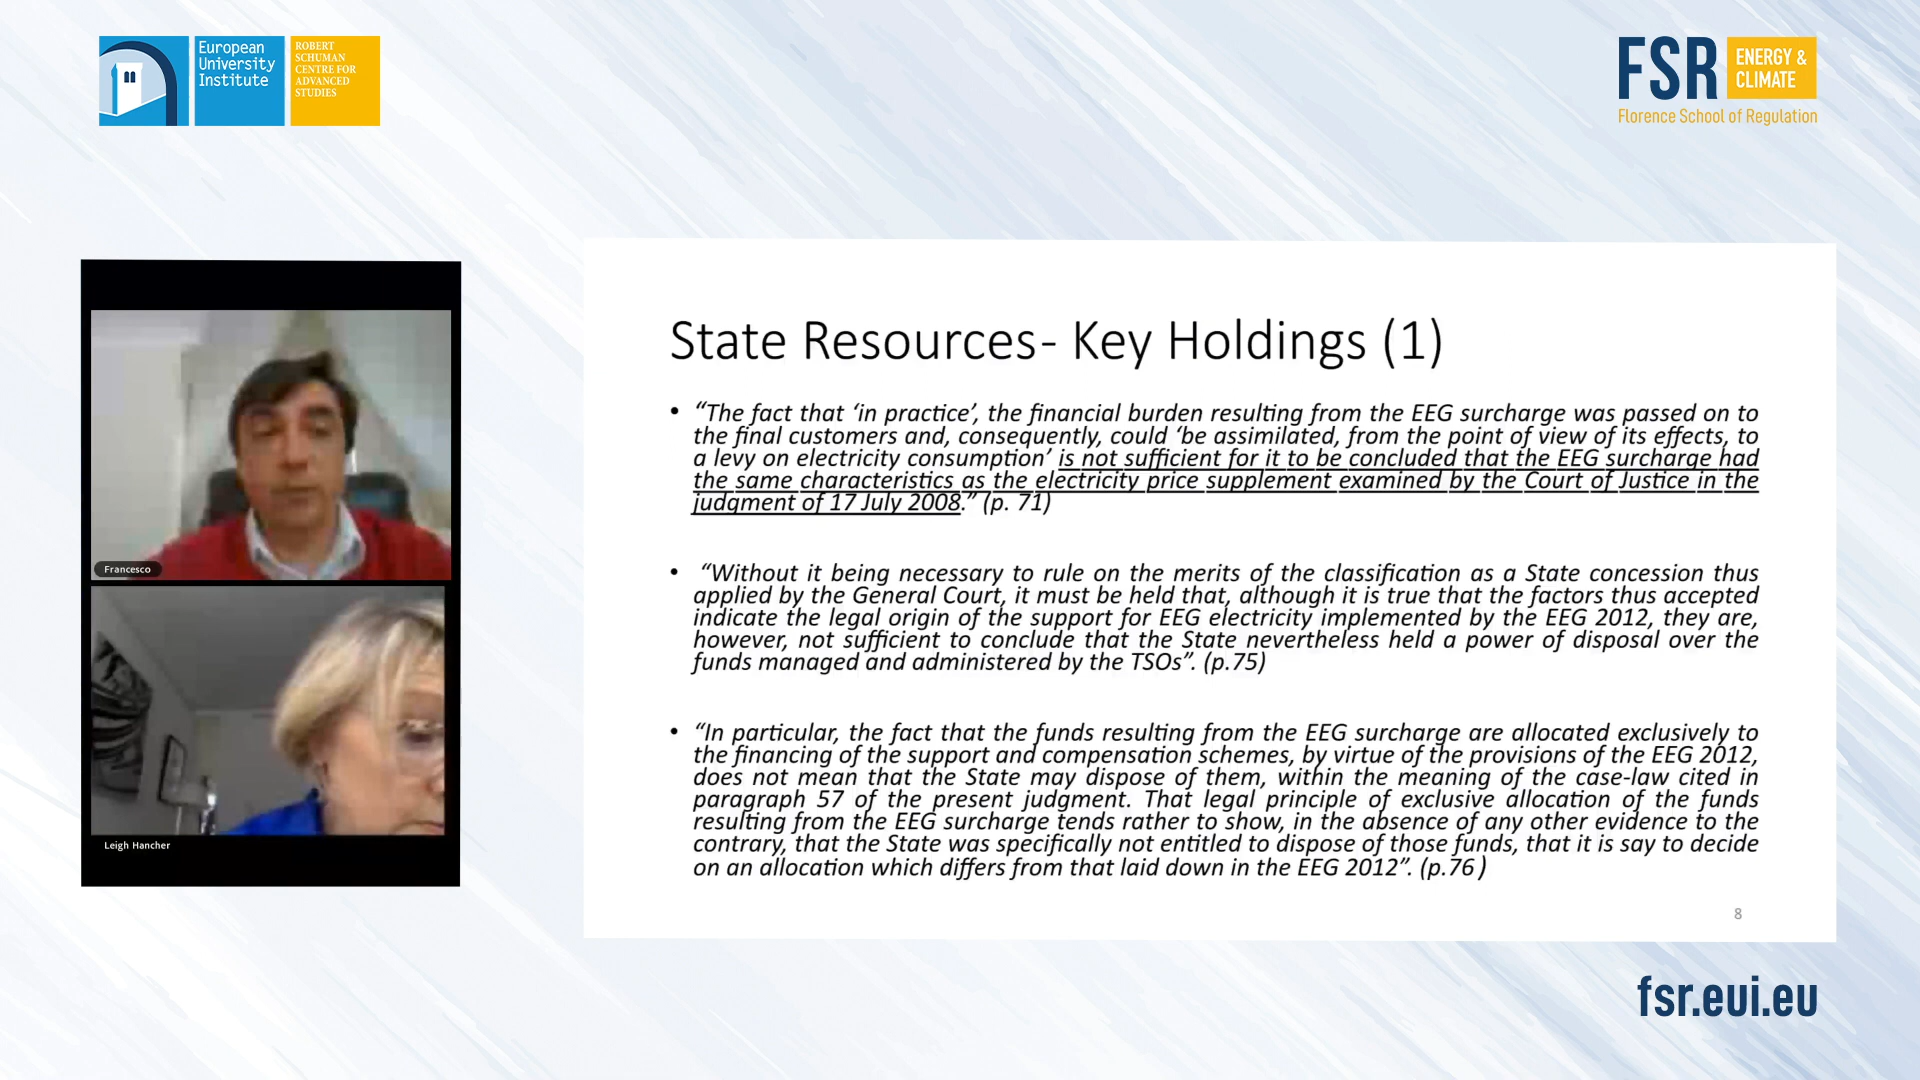 European
University
Institute
ROBERT
SCHUMAN
CENTRE FOR
ADVANCED
STUDIES
FSR
ENERGY &
CLIMATE
Florence School of Regulation
Francesco
Leigh Hancher
State Resources- Key Holdings (1)
• “The fact that ‘in practice’, the financial burden resulting from the EEG surcharge was passed on to
the final customers and, consequently, could ‘be assimilated, from the point of view of its effects, to
a levy on electricity consumption’ is not sufficient for it to be concluded that the EEG surcharge had
the same characteristics as the electricity price supplement examined by the Court of Justice in the
judgment of 17 July 2008.” (p. 71)
• “Without it being necessary to rule on the merits of the classification as a State concession thus
applied by the General Court, it must be held that, although it is true that the factors thus accepted
indicate the legal origin of the support for EEG electricity implemented by the EEG 2012, they are,
however, not sufficient to conclude that the State nevertheless held a power of disposal over the
funds managed and administered by the TSOs”. (p.75)
• “In particular, the fact that the funds resulting from the EEG surcharge are allocated exclusively to
the financing of the support and compensation schemes, by virtue of the provisions of the EEG 2012,
does not mean that the State may dispose of them, within the meaning of the case-law cited in
paragraph 57 of the present judgment. That legal principle of exclusive allocation of the funds
resulting from the EEG surcharge tends rather to show, in the absence of any other evidence to the
contrary, that the State was specifically not entitled to dispose of those funds, that it is say to decide
on an allocation which differs from that laid down in the EEG 2012”. (p.76 )
8
fsr.eui.eu